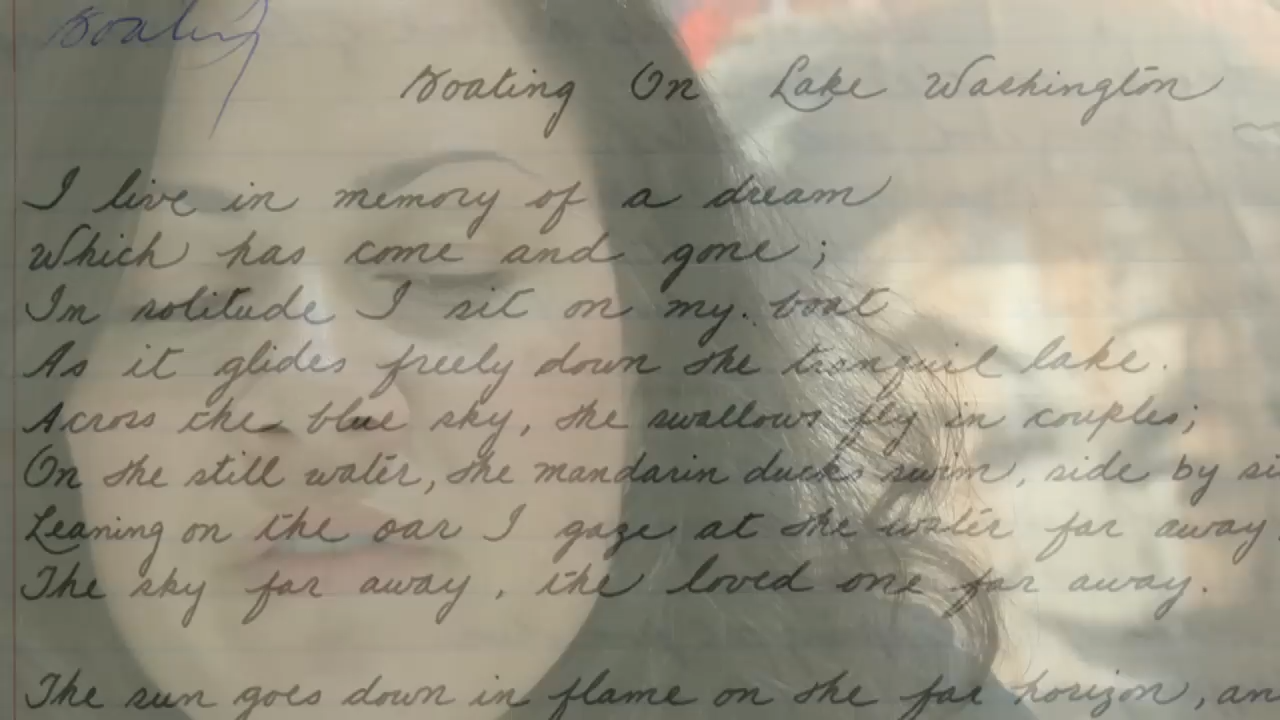 Boating
Boating On Lake Washington
I live in memory of a dream
Which has come and gone;
In solitude I sit on my boat
As it glides freely down the tranquil lake.
Across the blue sky, the swallows fly in couples;
On the still water, the mandarin ducks swim, side by si
Leaning on the oar I gaze at the water far away
The sky far away, the loved one far away.
The sun goes down in flame on the far horizon, an